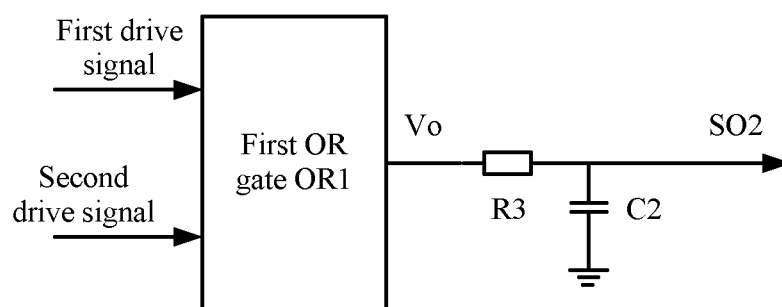 First drive
signal
Second
drive signal
First OR
gate OR1
Vo
R3
C2
SO2